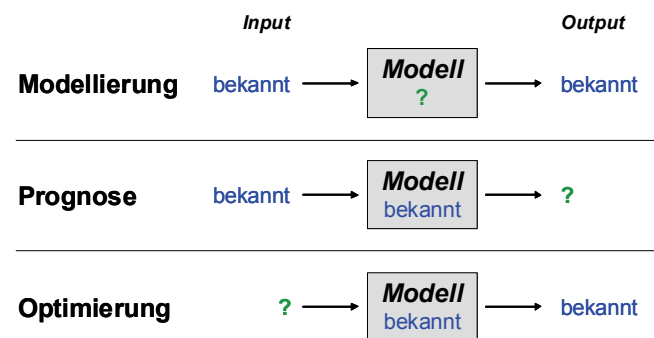 Input Output
Modellierung bekannt Modell bekannt
?
Prognose bekannt Modell ?
bekannt
Optimierung ? Modell bekannt
bekannt